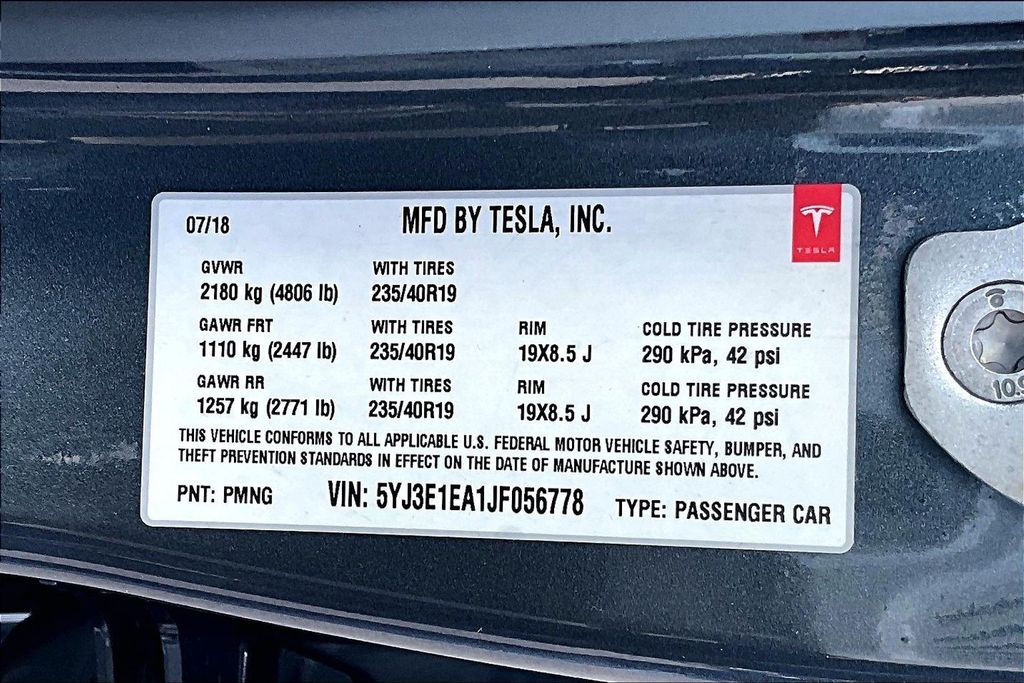 07/18 MFD BY TESLA, INC.
TESLA
GVWR WITH TIRES
2180 kg (4806 lb) 235/40R19
GAWR FRT WITH TIRES RIM COLD TIRE PRESSURE
1110 kg (2447 lb) 235/40R19 19X8.5 J 290 kPa, 42 psi
GAWR RR WITH TIRES RIM COLD TIRE PRESSURE
1257 kg (2771 lb) 235/40R19 19X8.5 J 290 kPa, 42 psi
THIS VEHICLE CONFORMS TO ALL APPLICABLE U.S. FEDERAL MOTOR VEHICLE SAFETY, BUMPER, AND
THEFT PREVENTION STANDARDS IN EFFECT ON THE DATE OF MANUFACTURE SHOWN ABOVE.
PNT: PMNG VIN: 5YJ3E1EA1JF056778 TYPE: PASSENGER CAR